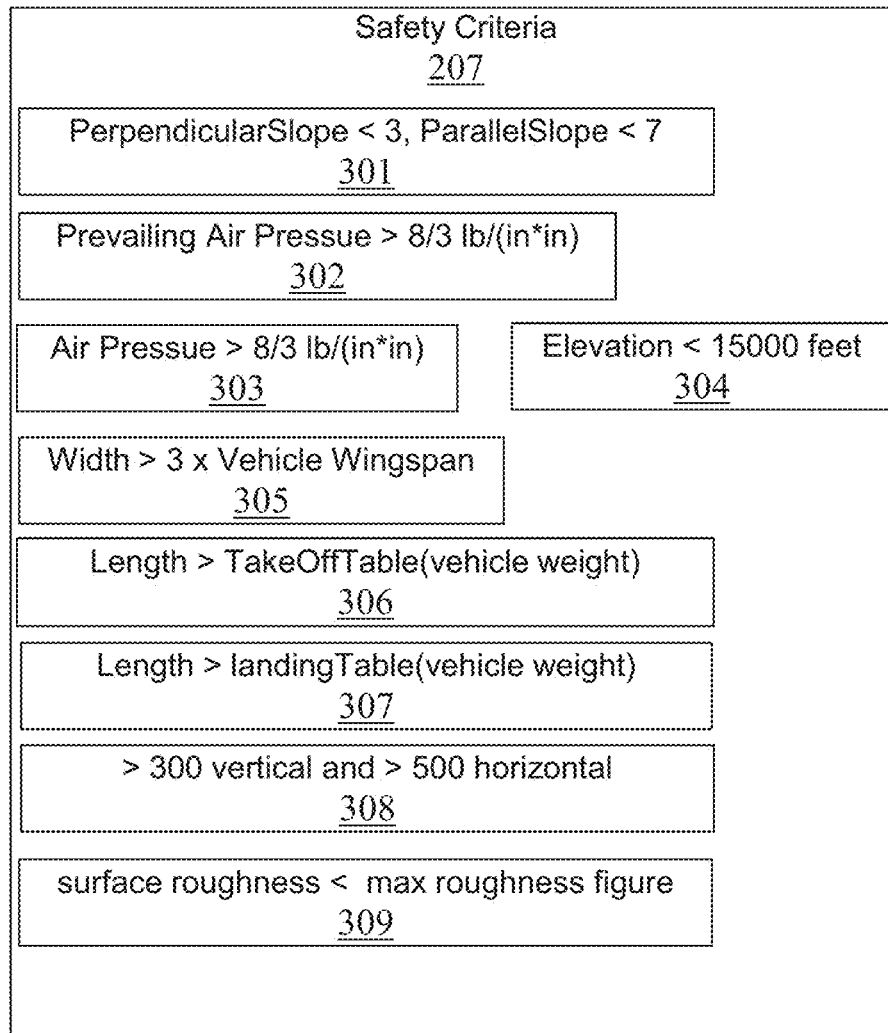 Safety Criteria
207
PerpendicularSlope < 3, ParallelSlope < 7
301
Prevailing Air Pressue > 8/3 lb/(in*in)
302
Air Pressue > 8/3 lb/(in*in)
303
Elevation < 15000 feet
304
Width > 3 x Vehicle Wingspan
305
Length > TakeOffTable(vehicle weight)
306
Length > landingTable(vehicle weight)
307
> 300 vertical and > 500 horizontal
308
surface roughness < max roughness figure
309